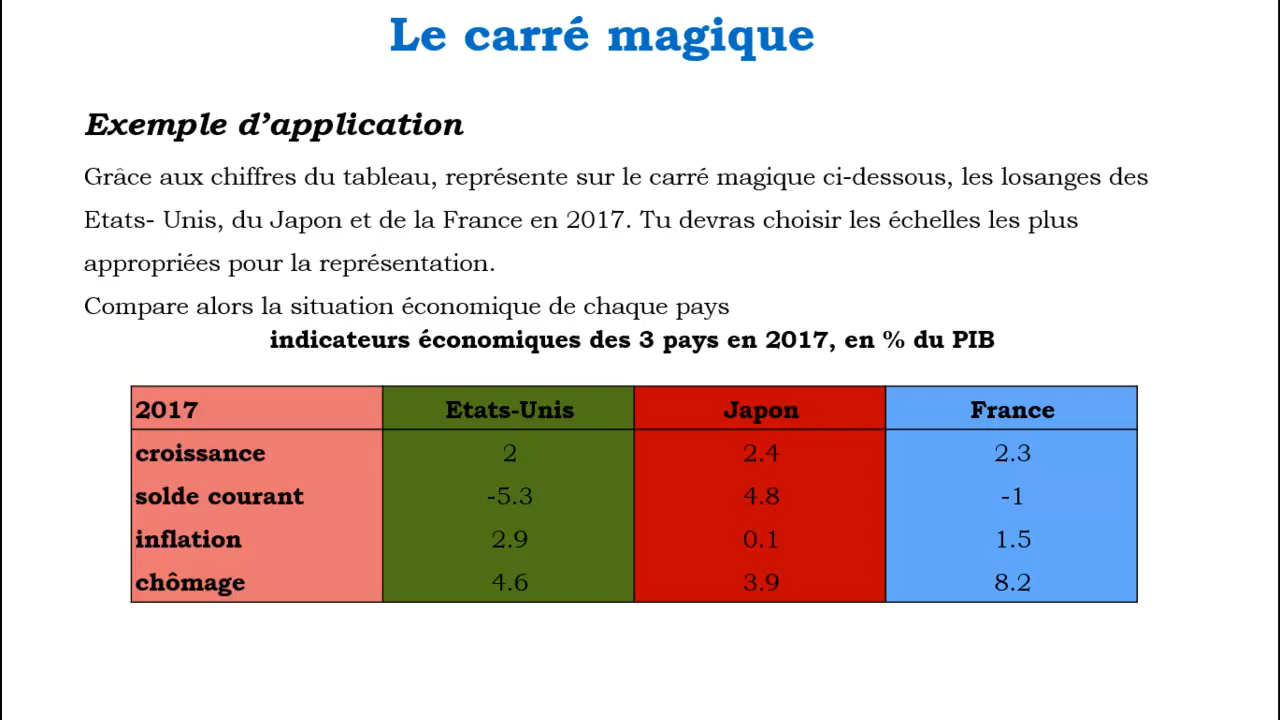 Le carré magique
Exemple d’application
Grâce aux chiffres du tableau, représente sur le carré magique ci-dessous, les losanges des
Etats- Unis, du Japon et de la France en 2017. Tu devras choisir les échelles les plus
appropriées pour la représentation.
Compare alors la situation économique de chaque pays
indicateurs économiques des 3 pays en 2017, en % du PIB
2017 Etats-Unis Japon France
croissance 2 2.4 2.3
solde courant -5.3 4.8 -1
inflation 2.9 0.1 1.5
chômage 4.6 3.9 8.2